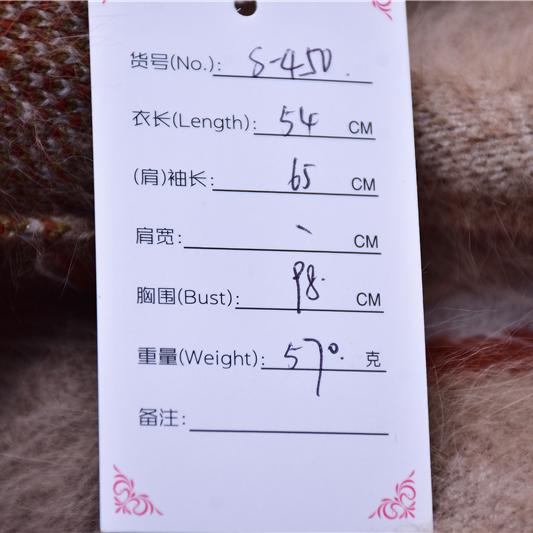 货号(No.): S-450.
衣长(Length): 54 CM
(肩)袖长: 65 CM
肩宽: 、 CM
胸围(Bust): 98. CM
重量(Weight): 570. 克
备注: